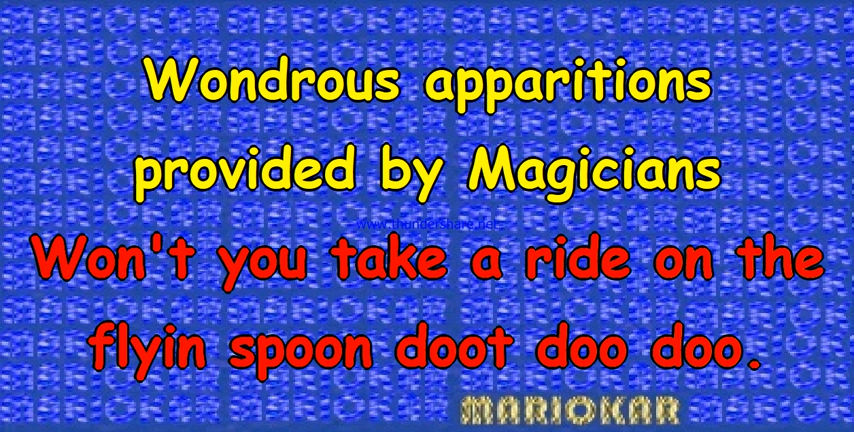 Wondrous apparitions
provided by Magicians
www.thundershare.net
Won't you take a ride on the
flyin spoon doot doo doo.
MARIOKAR